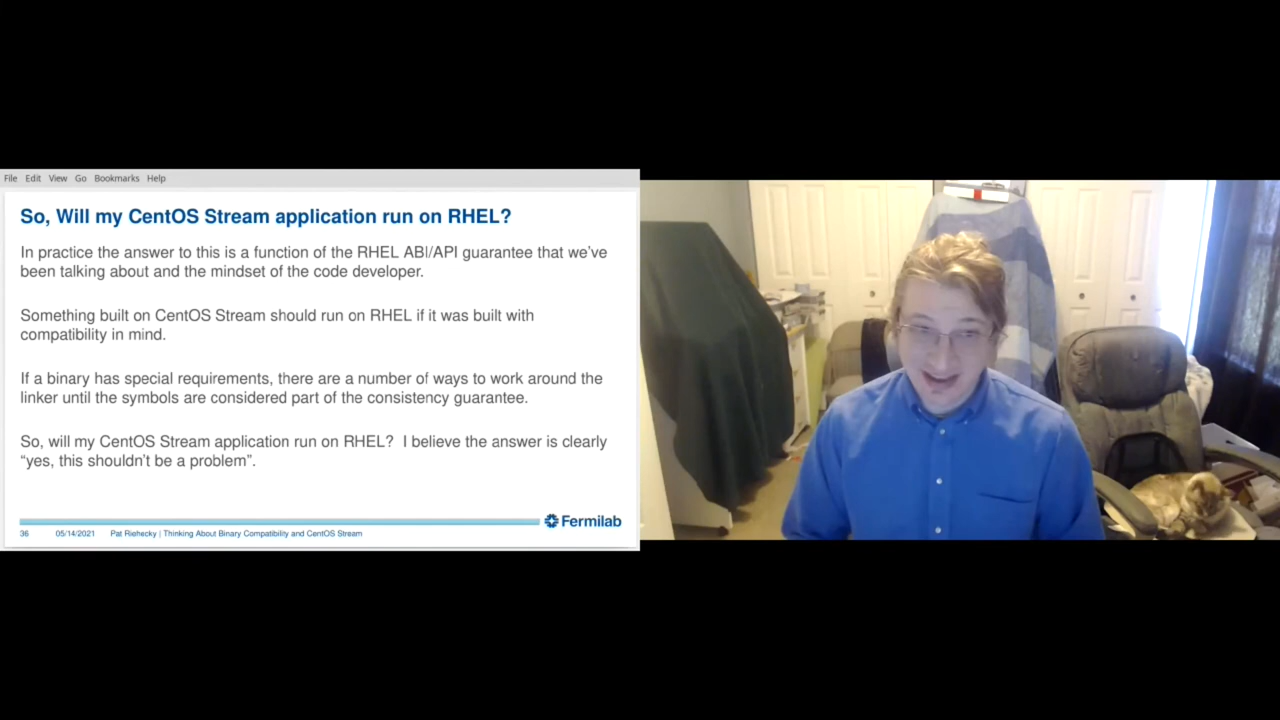 File Edit View Go Bookmarks Help
So, Will my CentOS Stream application run on RHEL?
In practice the answer to this is a function of the RHEL ABI/API guarantee that we've
been talking about and the mindset of the code developer.
Something built on CentOS Stream should run on RHEL if it was built with
compatibility in mind.
If a binary has special requirements, there are a number of ways to work around the
linker until the symbols are considered part of the consistency guarantee.
So, will my CentOS Stream application run on RHEL? I believe the answer is clearly
“yes, this shouldn't be a problem”.
Fermilab
36 05/14/2021 Pat Riehecky | Thinking About Binary Compatibility and CentOS Stream